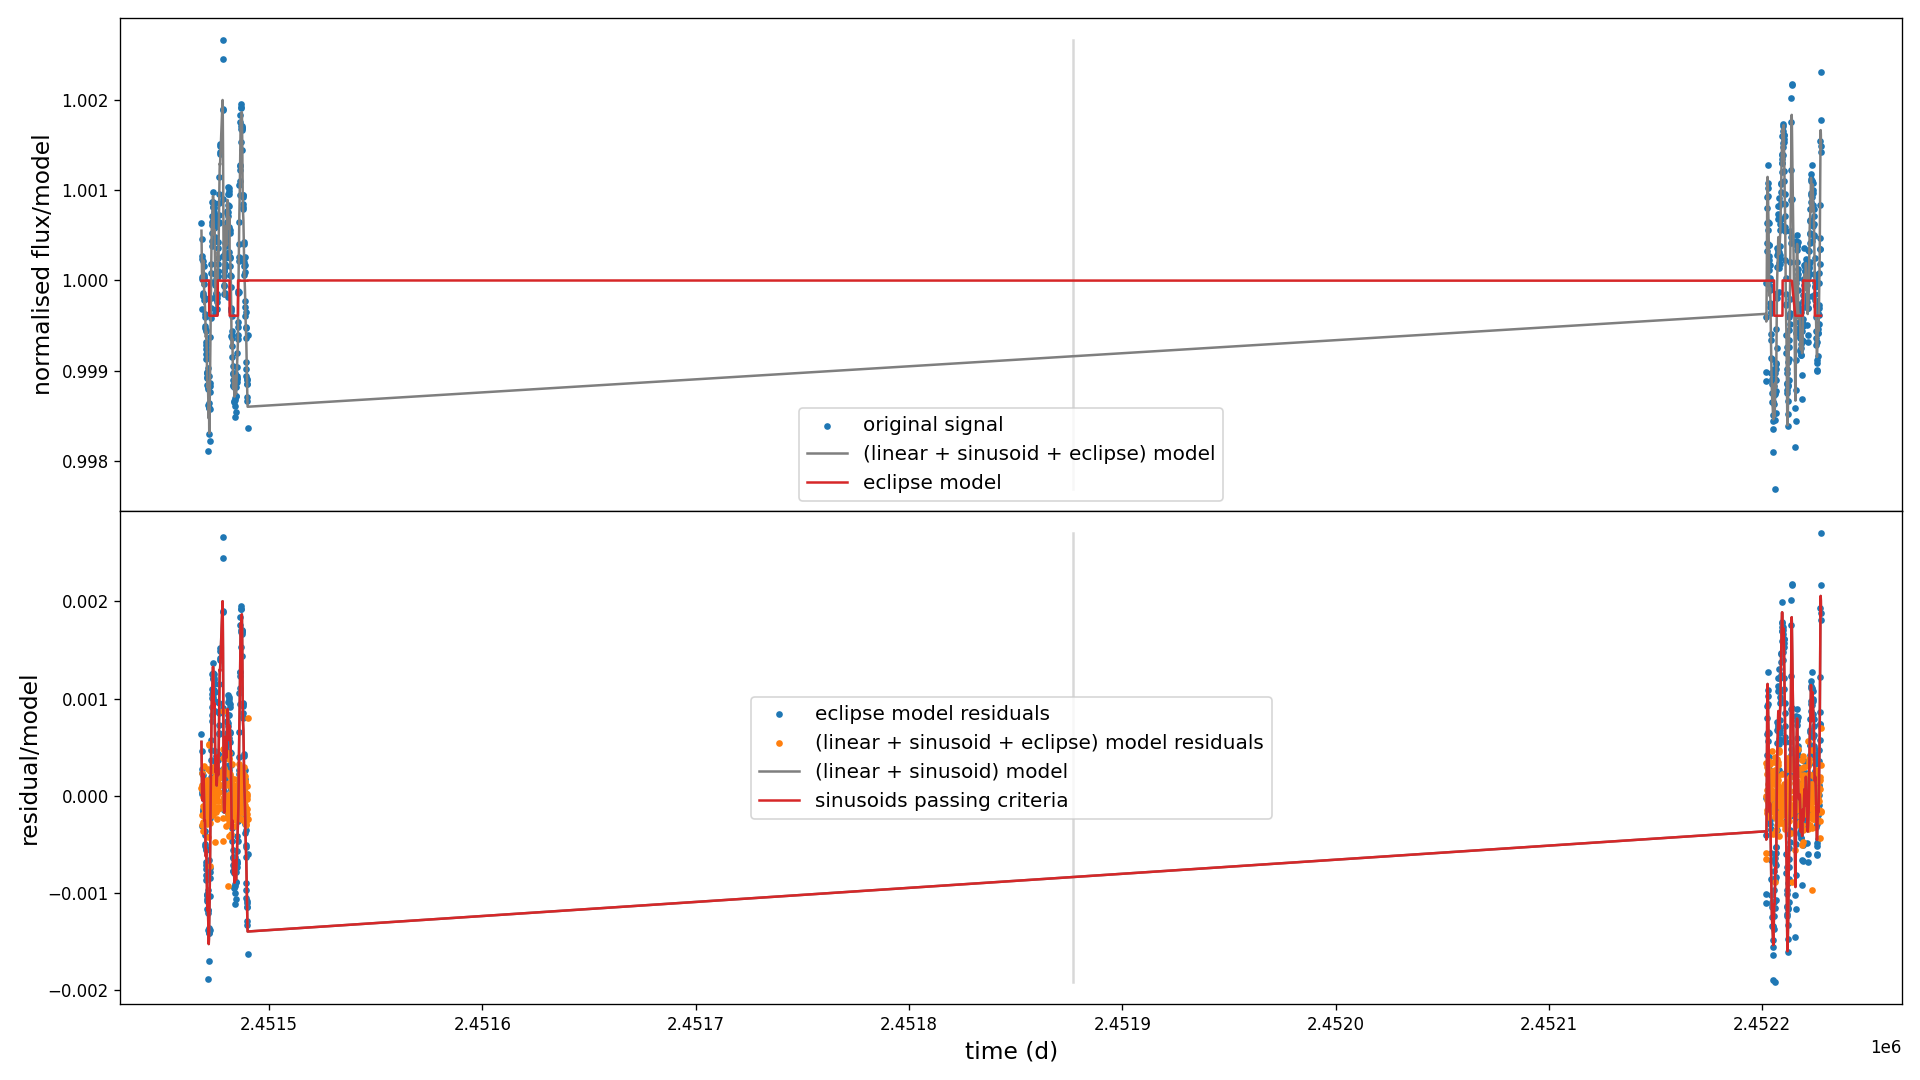 normalised flux/model
1.002
1.001
1.000
0.999
0.998
original signal
(linear + sinusoid + eclipse) model
eclipse model
residual/model
0.002
0.001
0.000
−0.001
−0.002
eclipse model residuals
(linear + sinusoid + eclipse) model residuals
(linear + sinusoid) model
sinusoids passing criteria
2.4515 2.4516 2.4517 2.4518 2.4519 2.4520 2.4521 2.4522
1e6
time (d)